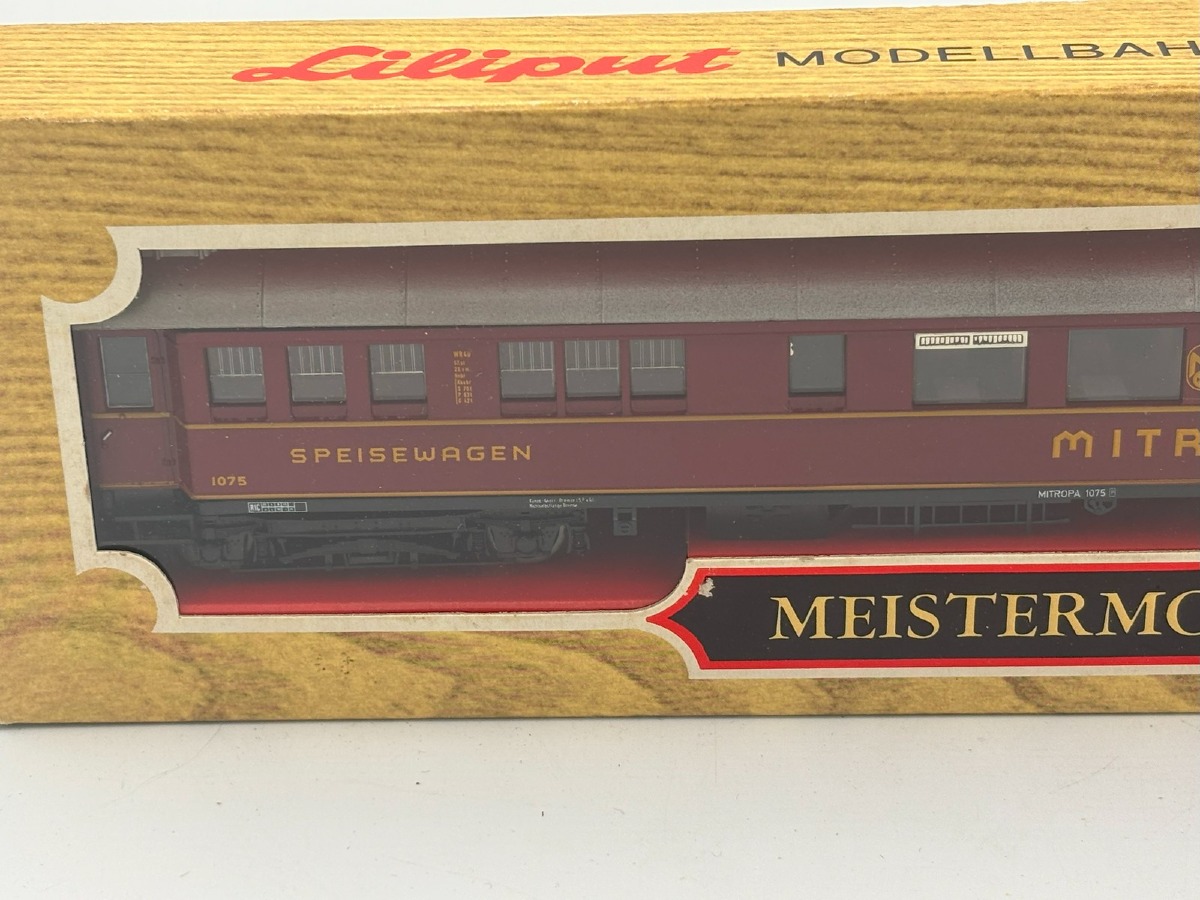 Liliput MODELLBAH
SPEISEWAGEN
MITR
1075
MITROPA 1075
MEISTERMO